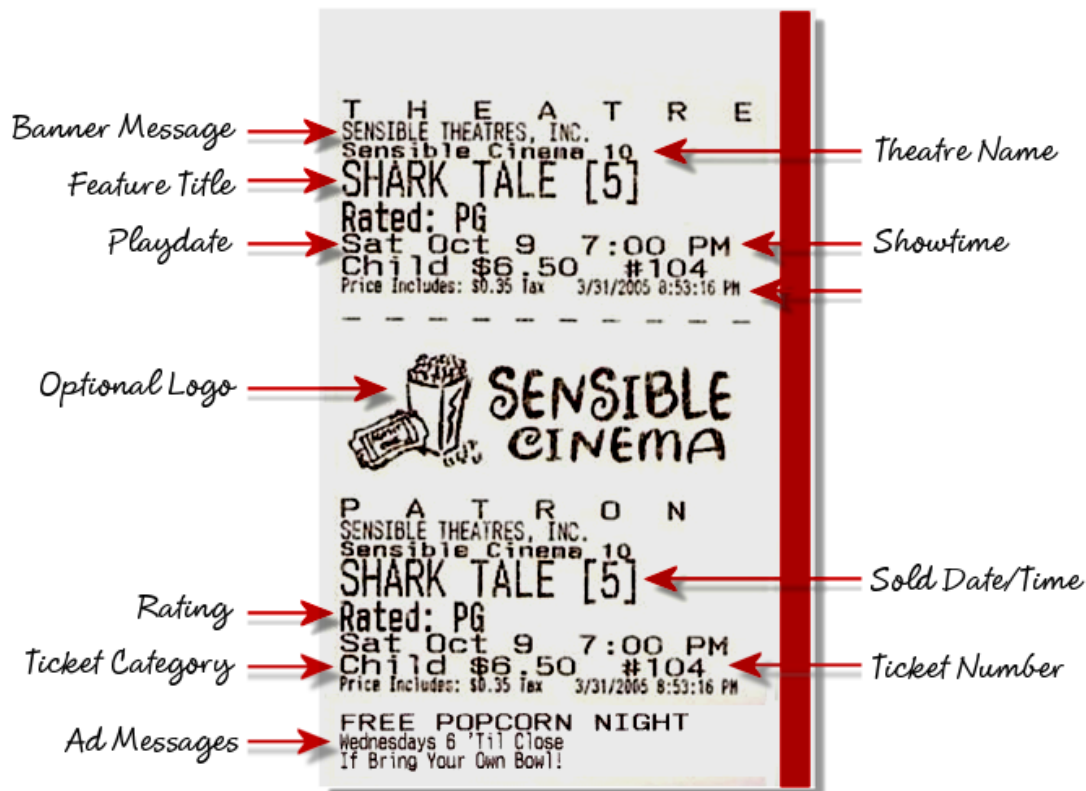 T H E A T R E
Banner Message
SENSIBLE THEATRES, INC.
Sensible Cinema 10
Theatre Name
Feature Title
SHARK TALE [5]
Rated: PG
Playdate
Sat Oct 9 7:00 PM
Showtime
Child $6.50 #104
Price Includes: $0.35 Tax 3/31/2005 8:53:16 PM
Optional Logo
SENSIBLE
CINEMA
P A T R O N
SENSIBLE THEATRES, INC.
Sensible Cinema 10
SHARK TALE [5]
Sold Date/Time
Rating
Rated: PG
Sat Oct 9 7:00 PM
Ticket Category
Child $6.50 #104
Ticket Number
Price Includes: $0.35 Tax 3/31/2005 8:53:16 PM
Ad Messages
FREE POPCORN NIGHT
Wednesdays 6 'Til Close
If Bring Your Own Bowl!